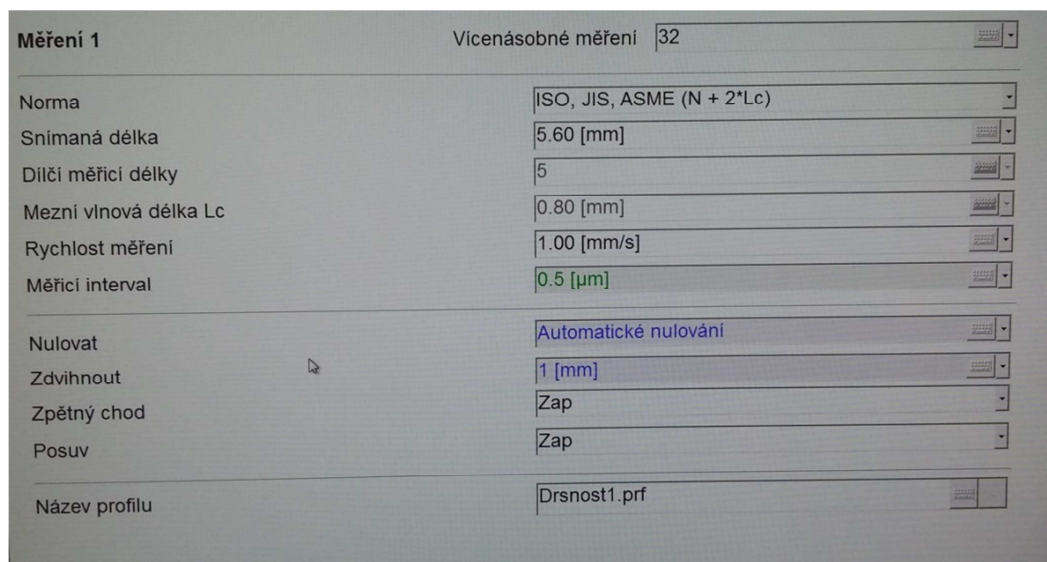 Měření 1 Vícenásobné měření 32
Norma ISO, JIS, ASME (N + 2*Lc)
Snímaná délka 5.60 [mm]
Dílčí měřicí délky 5
Mezní vlnová délka Lc 0.80 [mm]
Rychlost měření 1.00 [mm/s]
Měřicí interval 0.5 [µm]
Nulovat Automatické nulování
Zdvihnout 1 [mm]
Zpětný chod Zap
Posuv Zap
Název profilu Drsnost1.prf